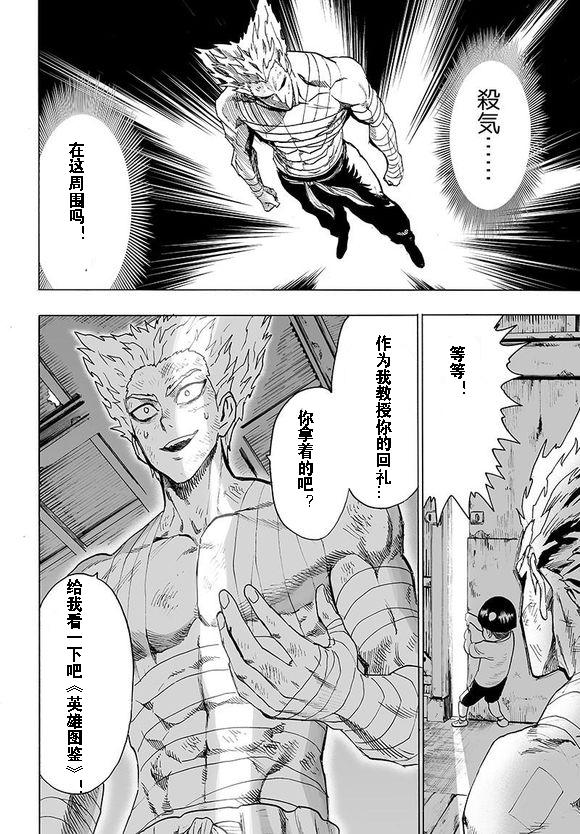 殺気……
在这周围吗！
等等！
作为我教授你的回礼…
你拿着的吧？
给我看一下吧《英雄图鉴》！